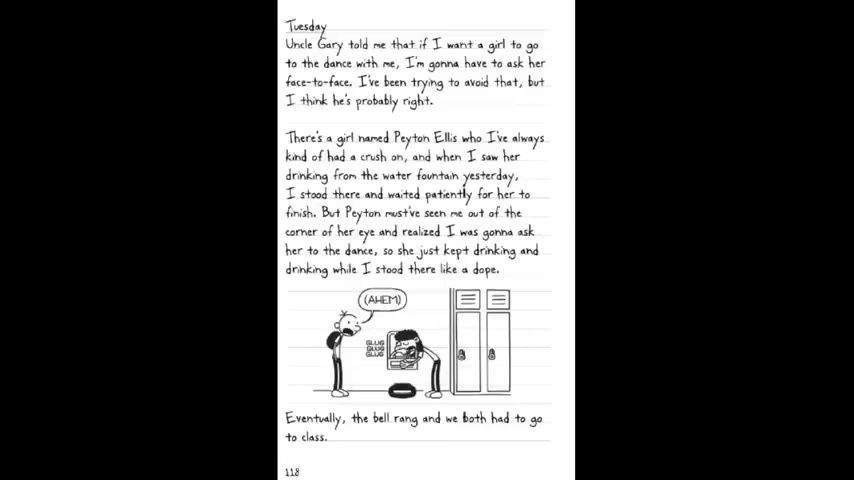 Tuesday
Uncle Gary told me that if I want a girl to go
to the dance with me, I'm gonna have to ask her
face-to-face. I've been trying to avoid that, but
I think he's probably right.
There's a girl named Peyton Ellis who I've always
kind of had a crush on, and when I saw her
drinking from the water fountain yesterday,
I stood there and waited patiently for her to
finish. But Peyton must've seen me out of the
corner of her eye and realized I was gonna ask
her to the dance, so she just kept drinking and
drinking while I stood there like a dope.
(AHEM)
GLUG
GLUG
GLUG
Eventually, the bell rang and we both had to go
to class.
118